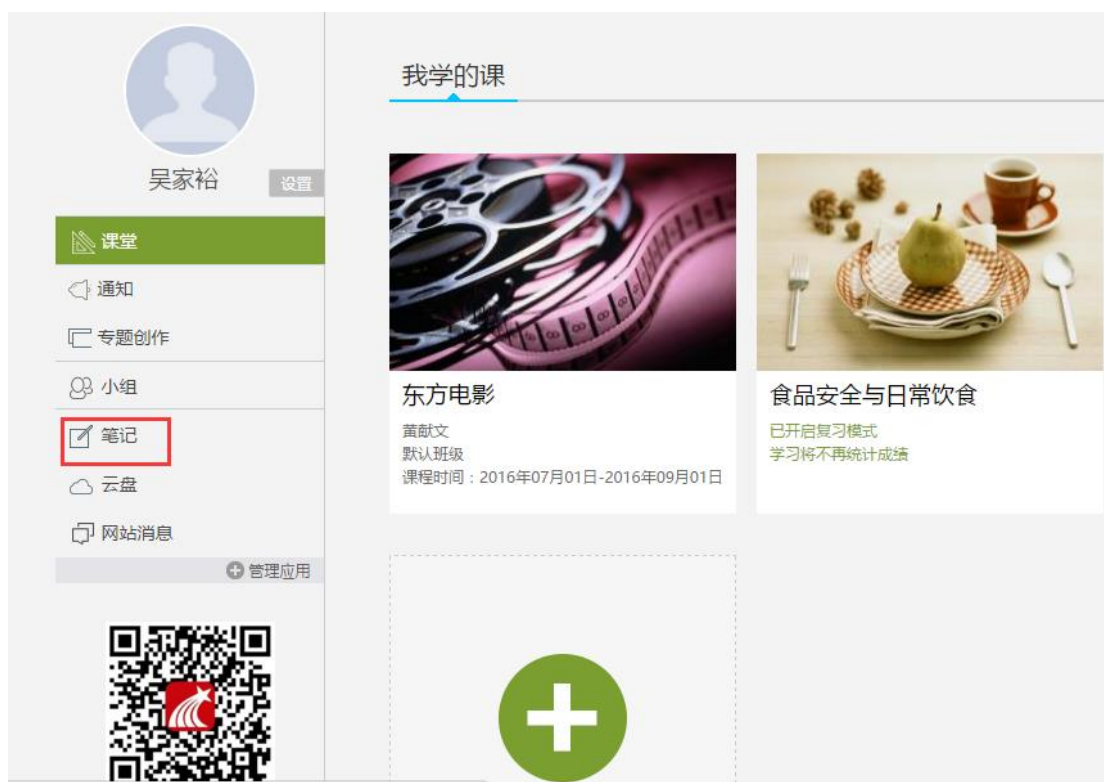 吴家裕
设置
课堂
通知
专题创作
小组
笔记
云盘
网站消息
管理应用
我学的课
东方电影
黄献文
默认班级
课程时间：2016年07月01日-2016年09月01日
食品安全与日常饮食
已开启复习模式
学习将不再统计成绩